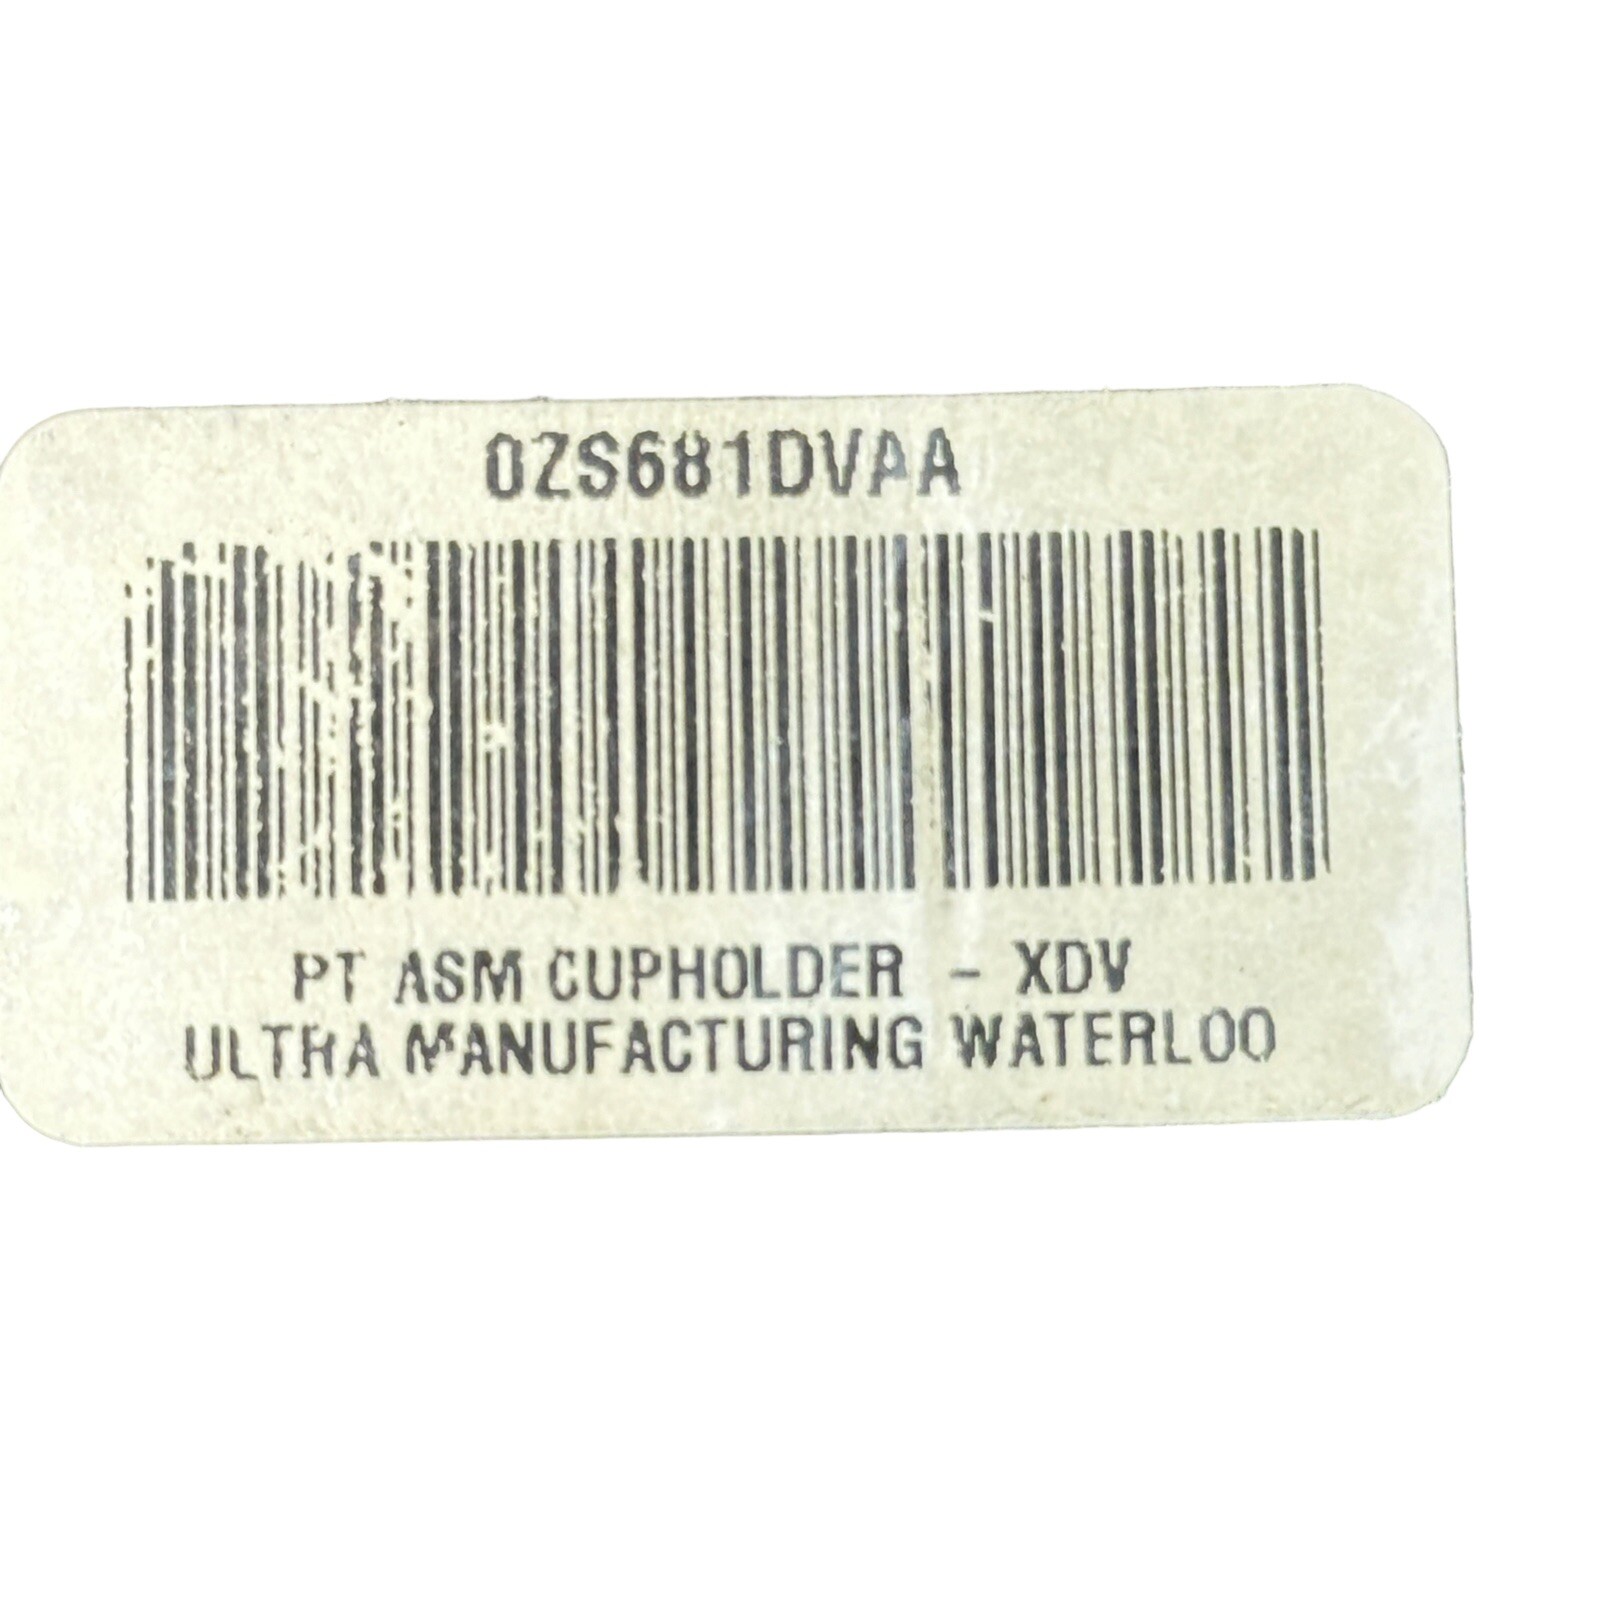 0ZS681DVAA
PT ASM CUPHOLDER - XDV
ULTRA MANUFACTURING WATERLOO